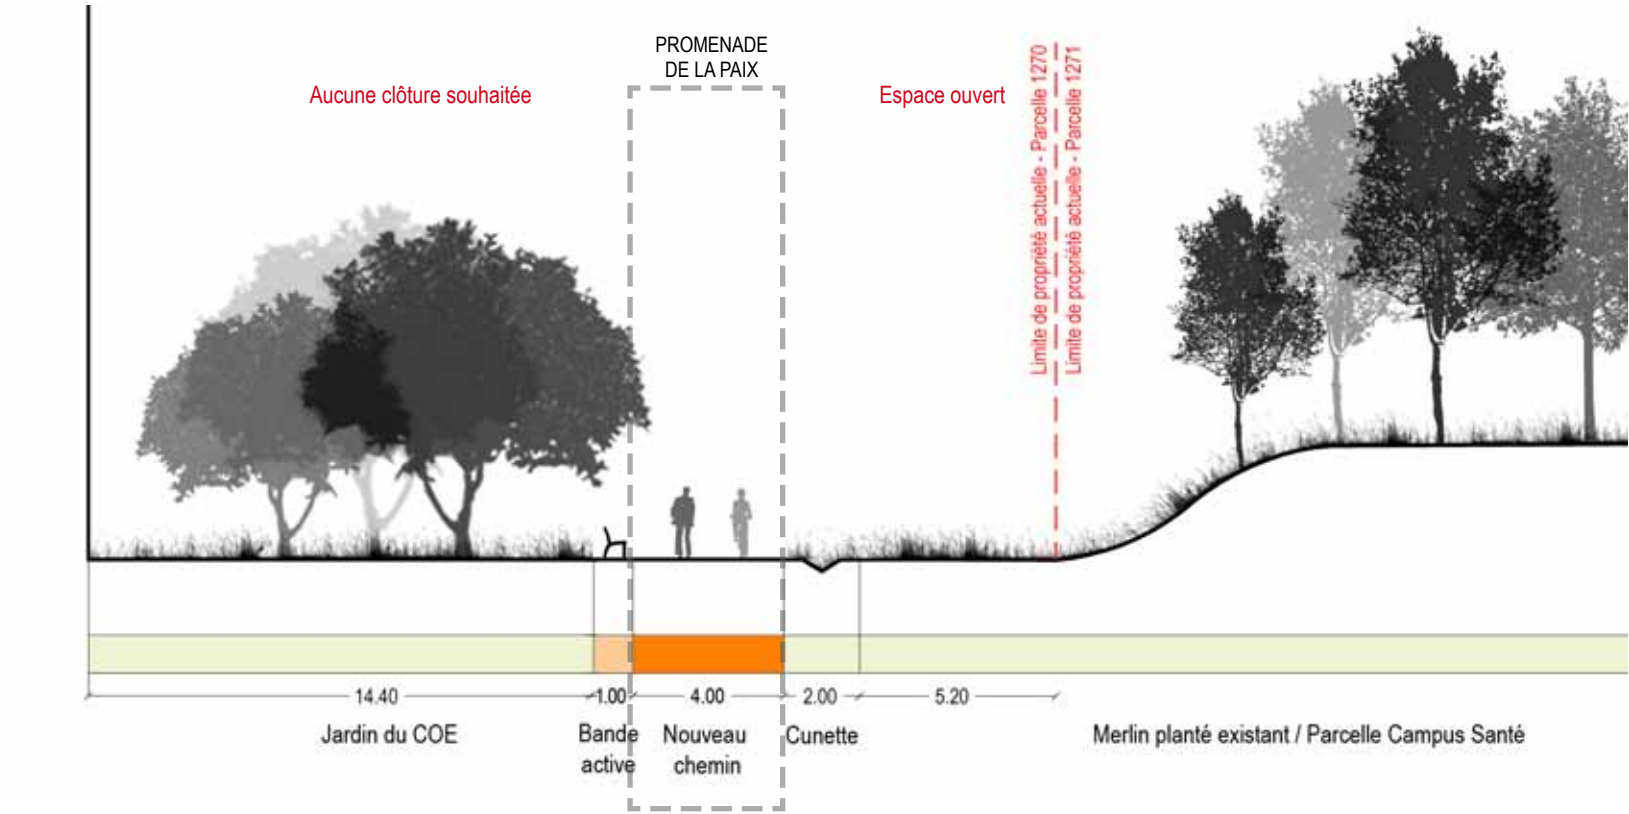 PROMENADE
DE LA PAIX
Aucune clôture souhaitée
Espace ouvert
Limite de propriété actuelle - Parcelle 1270
Limite de propriété actuelle - Parcelle 1271
14.40
1.00
4.00
2.00
5.20
Jardin du COE
Bande
active
Nouveau
chemin
Cunette
Merlin planté existant / Parcelle Campus Santé